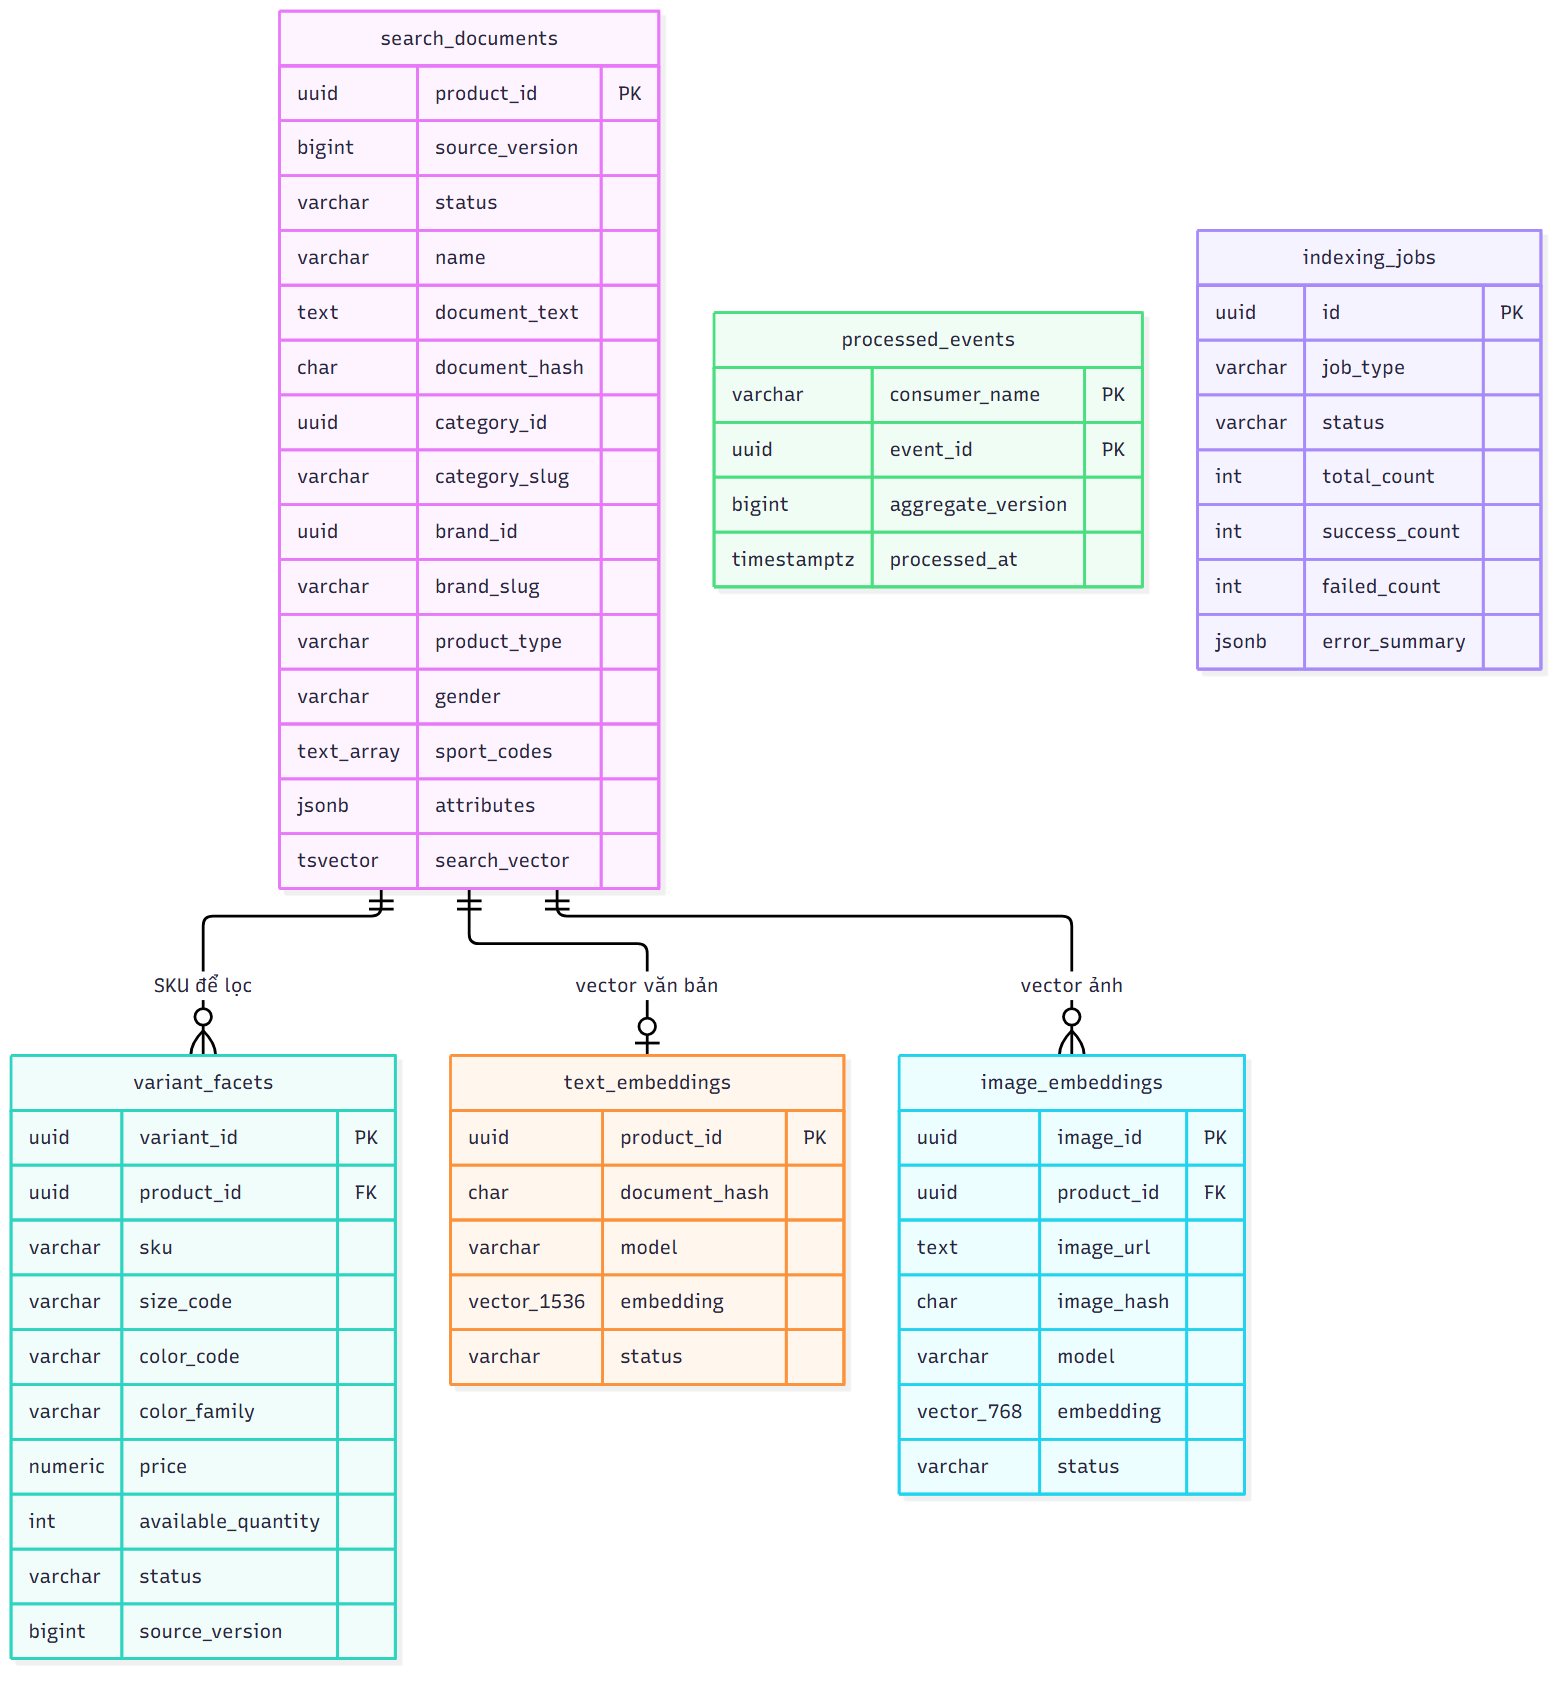 search_documents
uuid product_id PK
bigint source_version
varchar status
varchar name
text document_text
char document_hash
uuid category_id
varchar category_slug
uuid brand_id
varchar brand_slug
varchar product_type
varchar gender
text_array sport_codes
jsonb attributes
tsvector search_vector
processed_events
varchar consumer_name PK
uuid event_id PK
bigint aggregate_version
timestamptz processed_at
indexing_jobs
uuid id PK
varchar job_type
varchar status
int total_count
int success_count
int failed_count
jsonb error_summary
SKU để lọc
vector văn bản
vector ảnh
variant_facets
uuid variant_id PK
uuid product_id FK
varchar sku
varchar size_code
varchar color_code
varchar color_family
numeric price
int available_quantity
varchar status
bigint source_version
text_embeddings
uuid product_id PK
char document_hash
varchar model
vector_1536 embedding
varchar status
image_embeddings
uuid image_id PK
uuid product_id FK
text image_url
char image_hash
varchar model
vector_768 embedding
varchar status